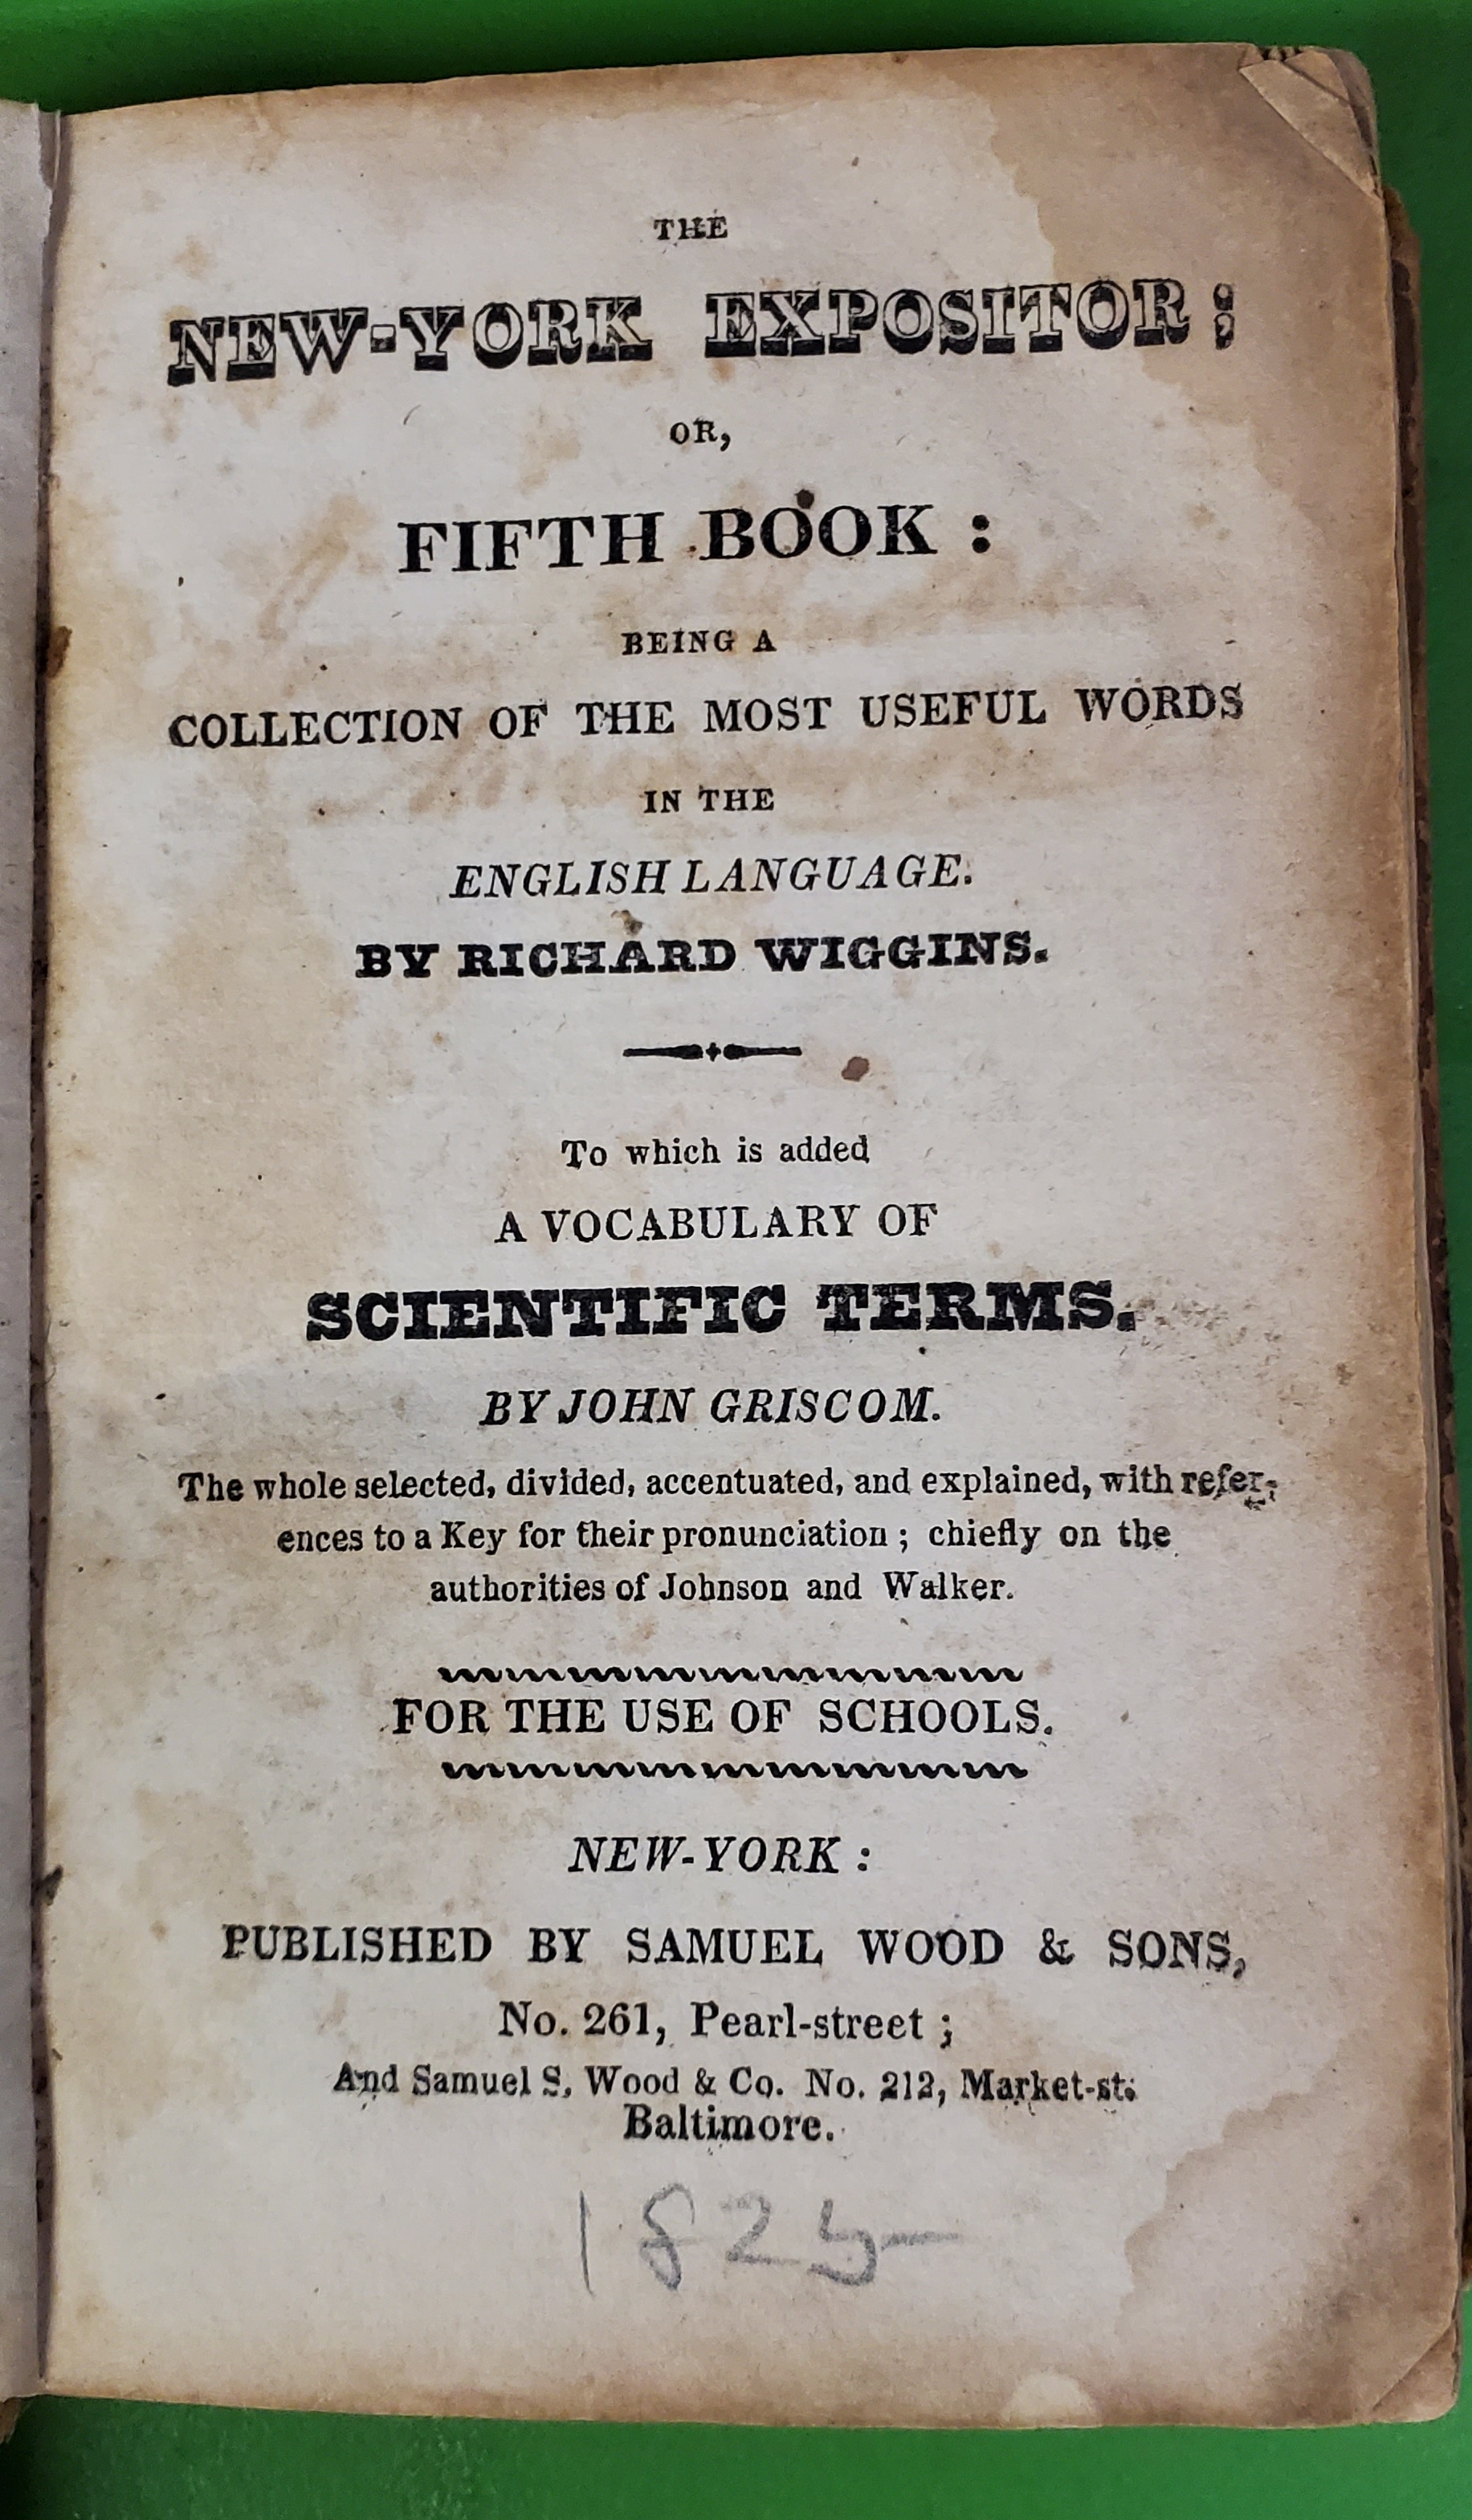 THE
NEW-YORK EXPOSITOR;
OR,
FIFTH BOOK:
BEING A
COLLECTION OF THE MOST USEFUL WORDS
IN THE
ENGLISH LANGUAGE.
BY RICHARD WIGGINS.
To which is added
A VOCABULARY OF
SCIENTIFIC TERMS.
BY JOHN GRISCOM.
The whole selected, divided, accentuated, and explained, with refer-
ences to a Key for their pronunciation; chiefly on the
authorities of Johnson and Walker.
FOR THE USE OF SCHOOLS.
NEW-YORK:
PUBLISHED BY SAMUEL WOOD & SONS,
No. 261, Pearl-street;
And Samuel S. Wood & Co. No. 212, Market-st.
Baltimore.
1825